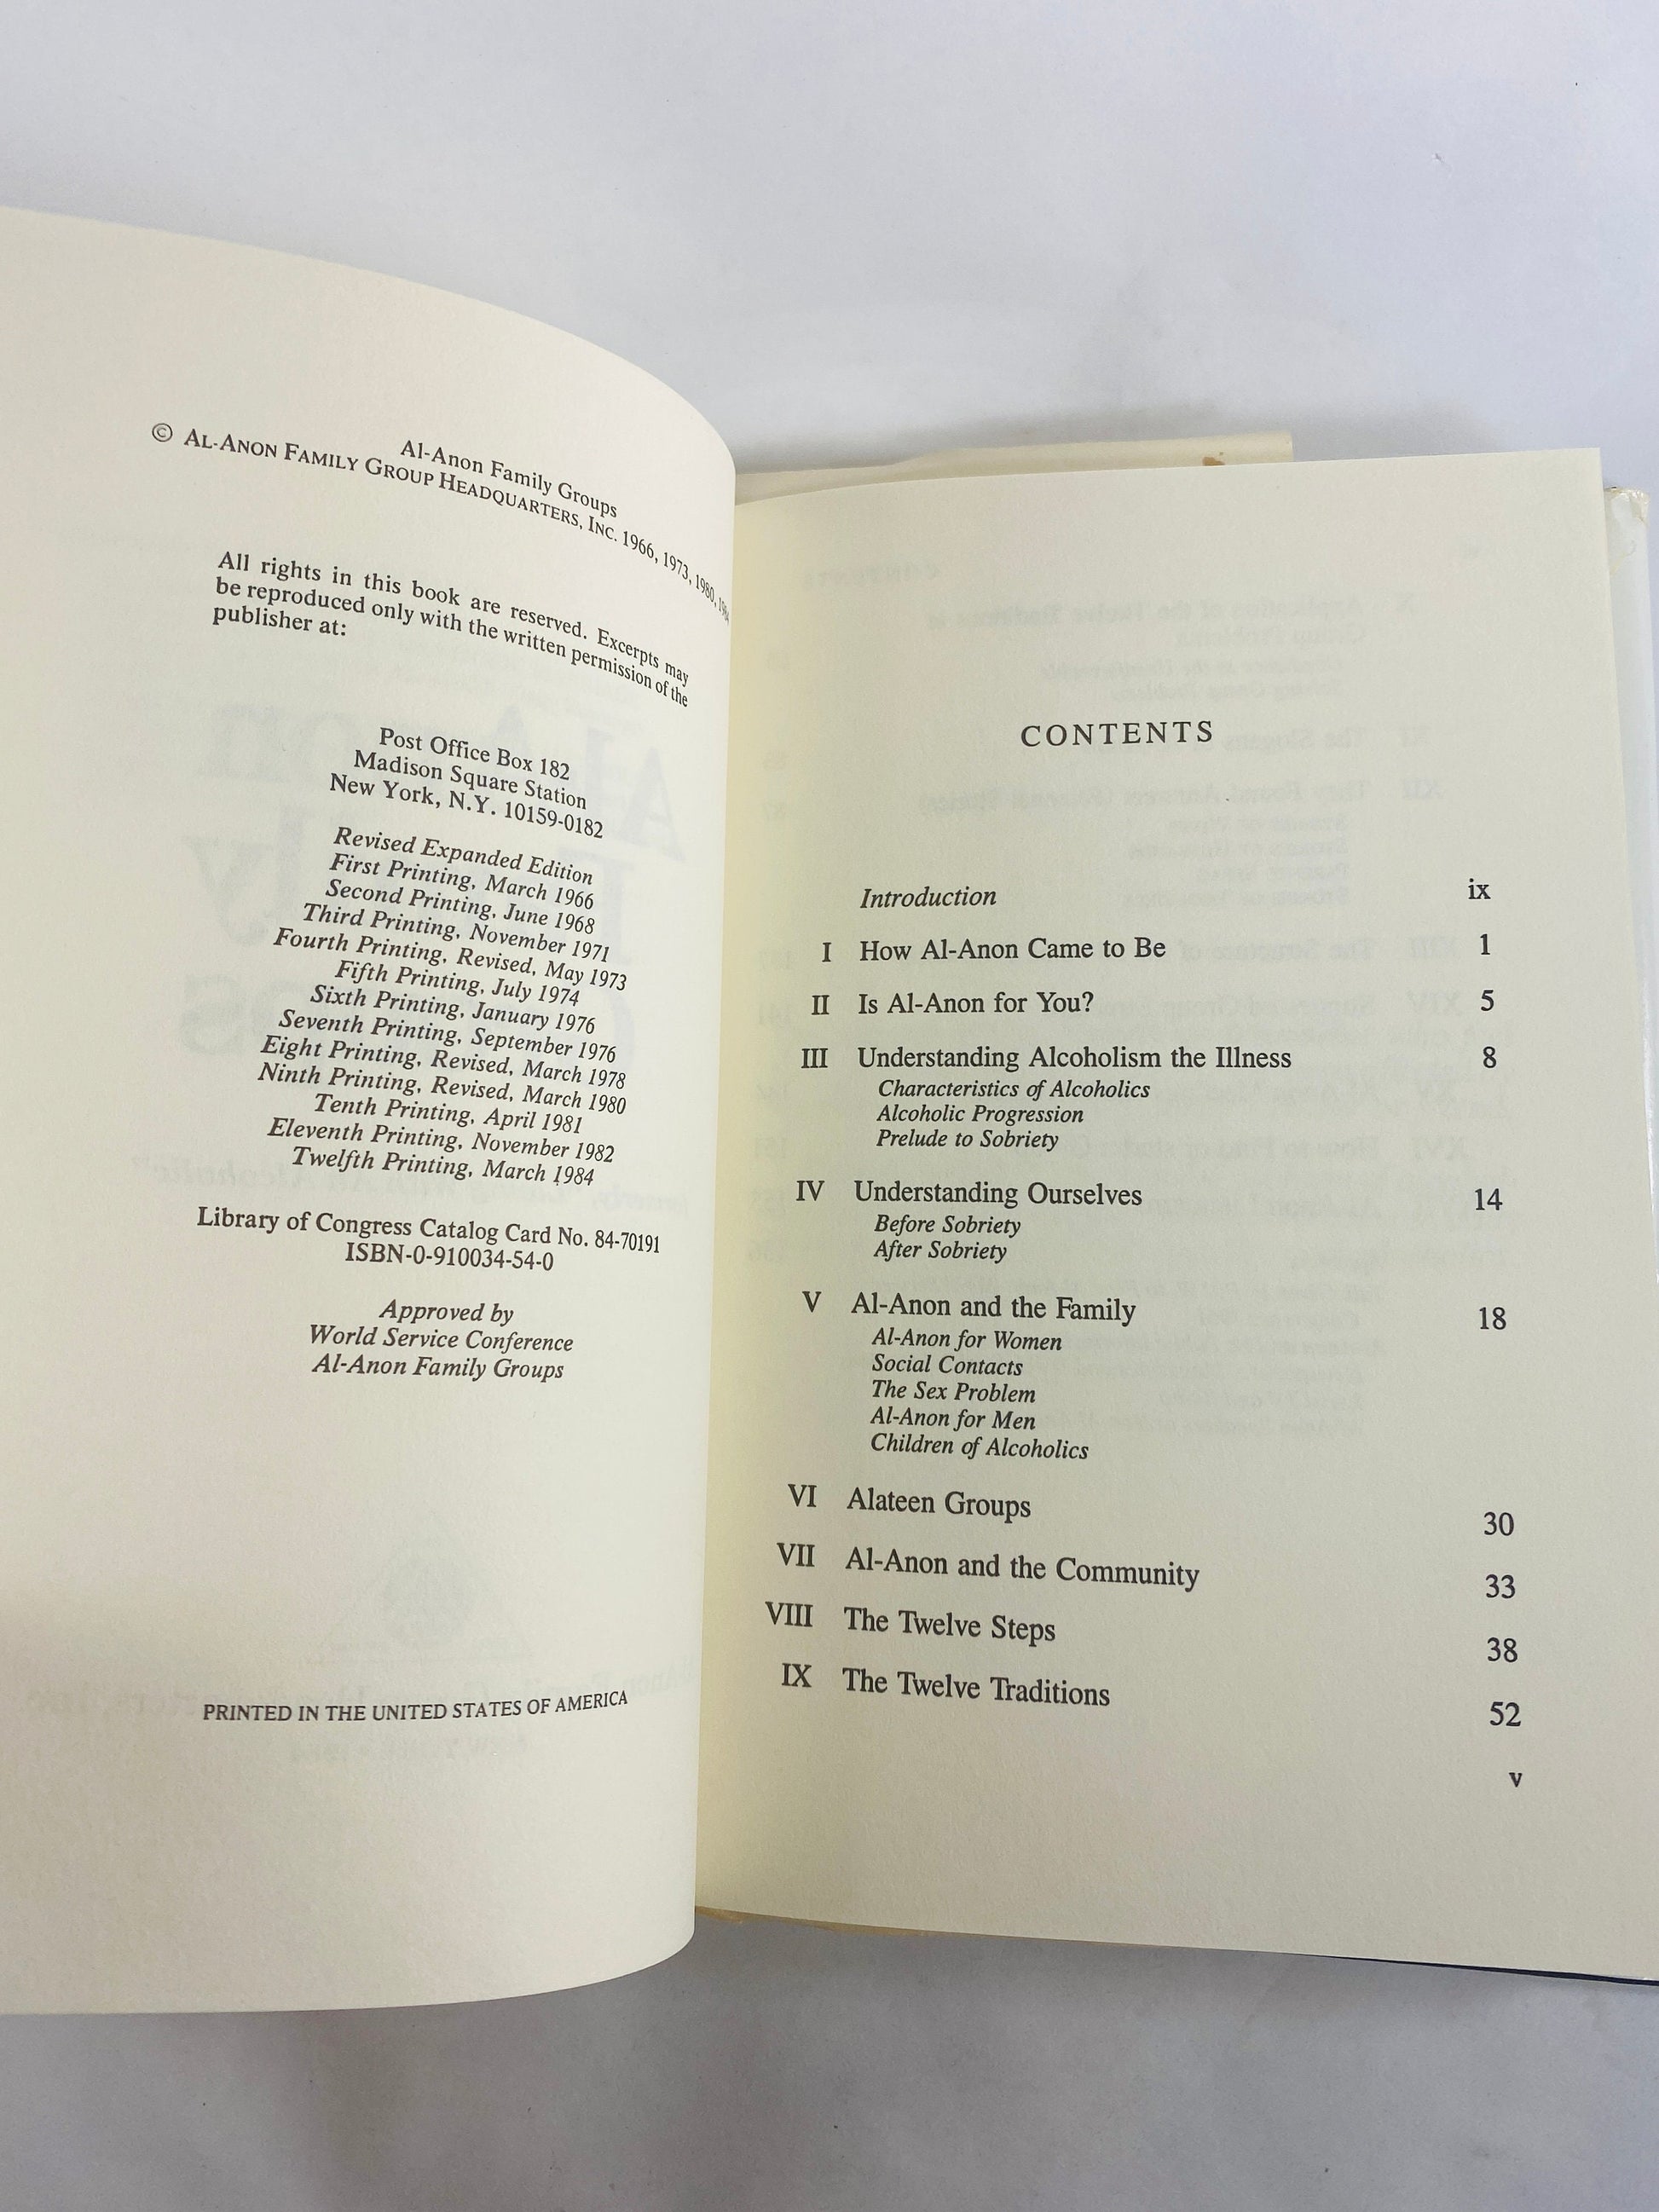 Al-Anon Family Groups
© AL-ANON FAMILY GROUP HEADQUARTERS, INC. 1966, 1973, 1980, 1984
All rights in this book are reserved. Excerpts may
be reproduced only with the written permission of the
publisher at:
Post Office Box 182
Madison Square Station
New York, N.Y. 10159-0182
Revised Expanded Edition
First Printing, March 1966
Second Printing, June 1968
Third Printing, November 1971
Fourth Printing, Revised, May 1973
Fifth Printing, July 1974
Sixth Printing, January 1976
Seventh Printing, September 1976
Eight Printing, Revised, March 1978
Ninth Printing, Revised, March 1980
Tenth Printing, April 1981
Eleventh Printing, November 1982
Twelfth Printing, March 1984
Library of Congress Catalog Card No. 84-70191
ISBN-0-910034-54-0
Approved by
World Service Conference
Al-Anon Family Groups
PRINTED IN THE UNITED STATES OF AMERICA
CONTENTS
Introduction ix
I How Al-Anon Came to Be 1
II Is Al-Anon for You? 5
III Understanding Alcoholism the Illness 8
Characteristics of Alcoholics
Alcoholic Progression
Prelude to Sobriety
IV Understanding Ourselves 14
Before Sobriety
After Sobriety
V Al-Anon and the Family 18
Al-Anon for Women
Social Contacts
The Sex Problem
Al-Anon for Men
Children of Alcoholics
VI Alateen Groups 30
VII Al-Anon and the Community 33
VIII The Twelve Steps 38
IX The Twelve Traditions 52
v